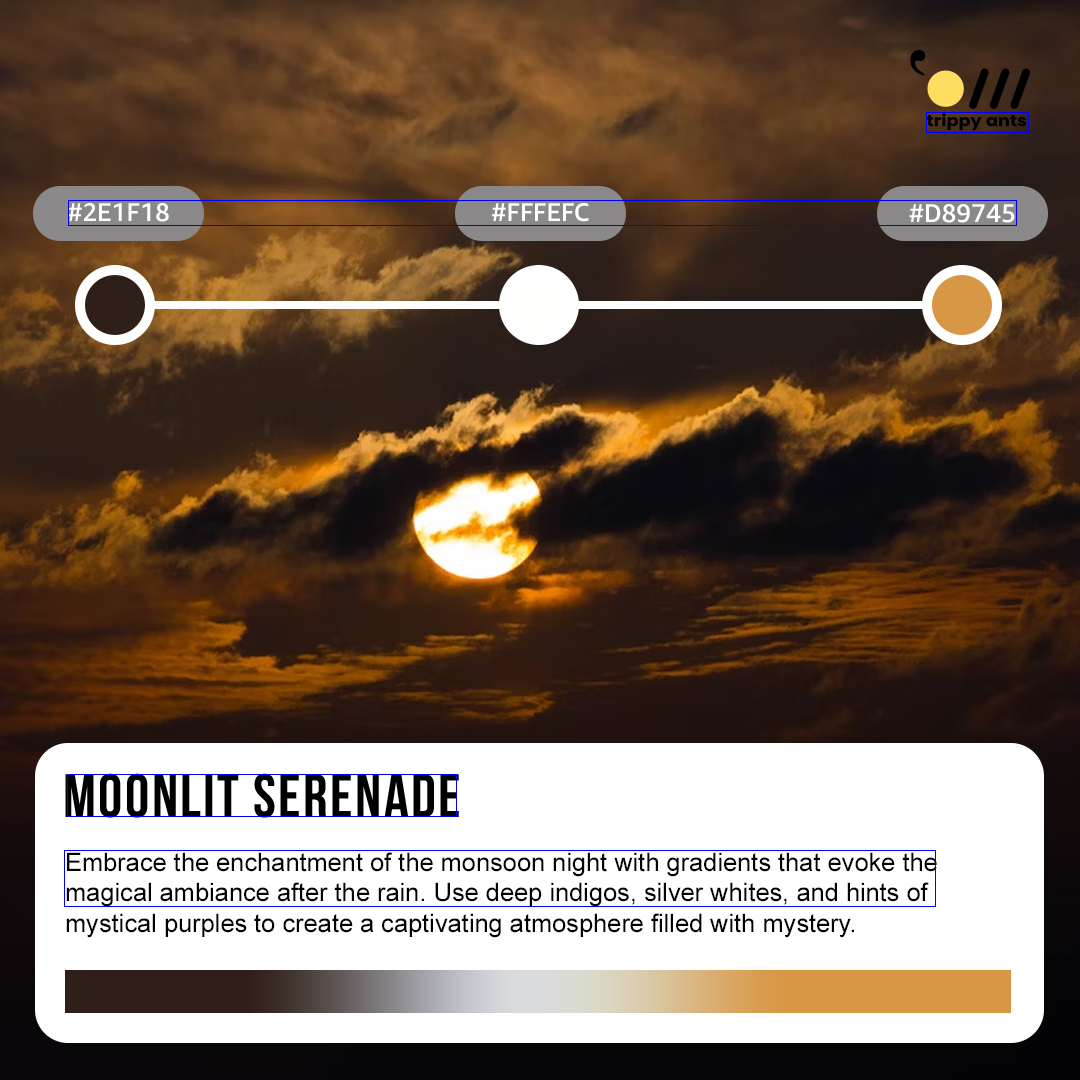 trippy ants
#2E1F18 #FFFEFC #D89745
MOONLIT SERENADE
Embrace the enchantment of the monsoon night with gradients that evoke the
magical ambiance after the rain. Use deep indigos, silver whites, and hints of
mystical purples to create a captivating atmosphere filled with mystery.